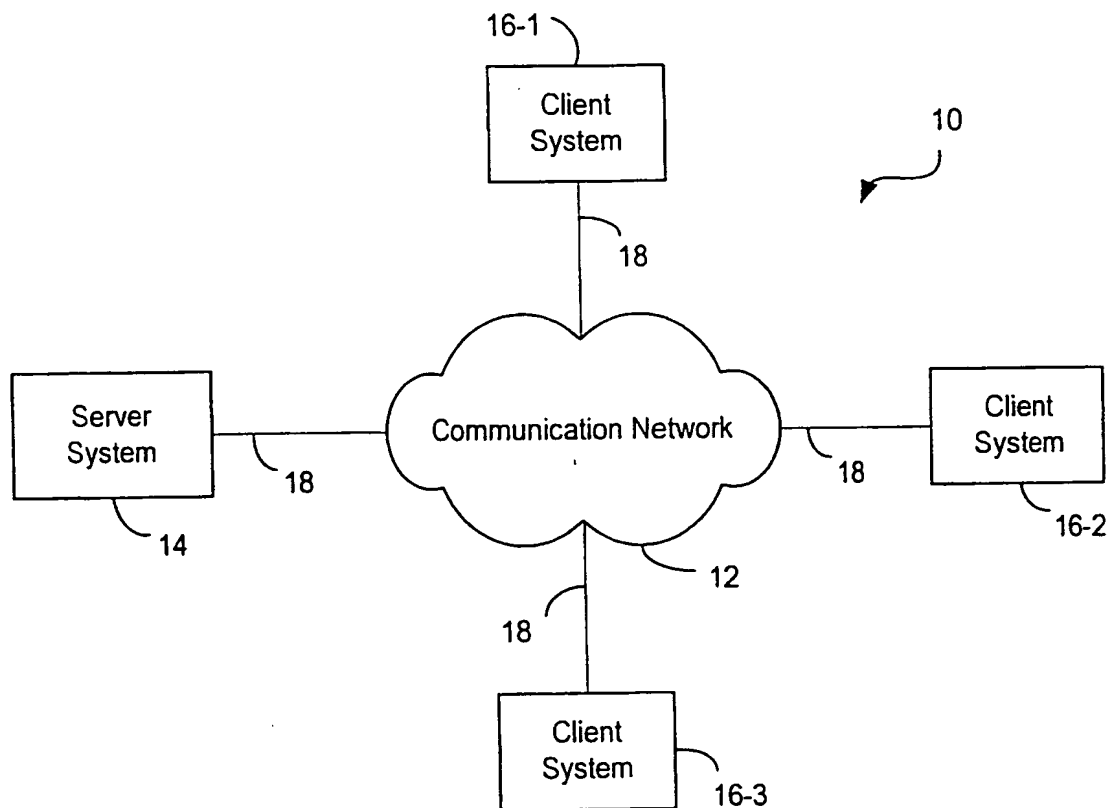 16-1
Client
System
10
18
Server
System
Communication Network
Client
System
18
18
14
16-2
12
18
Client
System
16-3